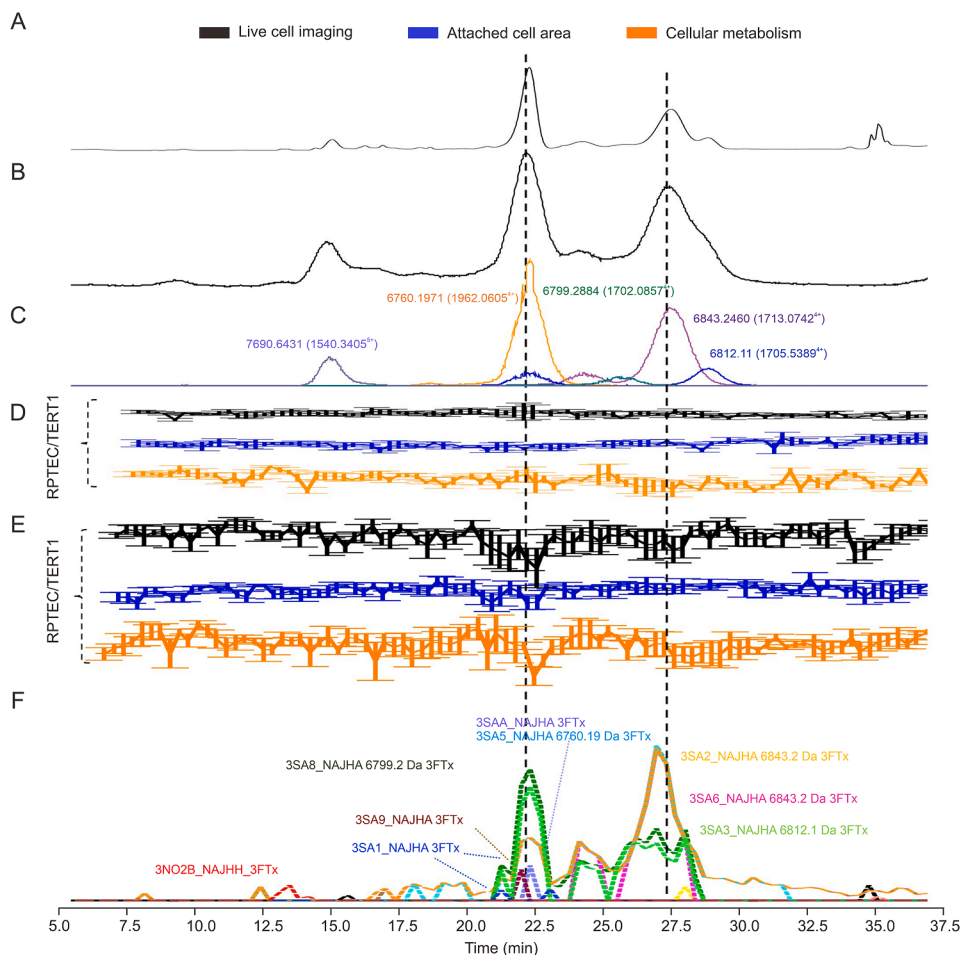 A
Live cell imaging
Attached cell area
Cellular metabolism
B
6760.1971 (1962.0605⁴⁺)
6799.2884 (1702.0857⁴⁺)
C
7690.6431 (1540.3405⁵⁺)
6843.2460 (1713.0742⁴⁺)
6812.11 (1705.5389⁴⁺)
D
RPTEC/TERT1
E
RPTEC/TERT1
F
3SAA_NAJHA 3FTx
3SA5_NAJHA 6760.19 Da 3FTx
3SA8_NAJHA 6799.2 Da 3FTx
3SA2_NAJHA 6843.2 Da 3FTx
3SA6_NAJHA 6843.2 Da 3FTx
3SA9_NAJHA 3FTx
3SA3_NAJHA 6812.1 Da 3FTx
3SA1_NAJHA 3FTx
3NO2B_NAJHH_3FTx
5.0 7.5 10.0 12.5 15.0 17.5 20.0 22.5 25.0 27.5 30.0 32.5 35.0 37.5
Time (min)